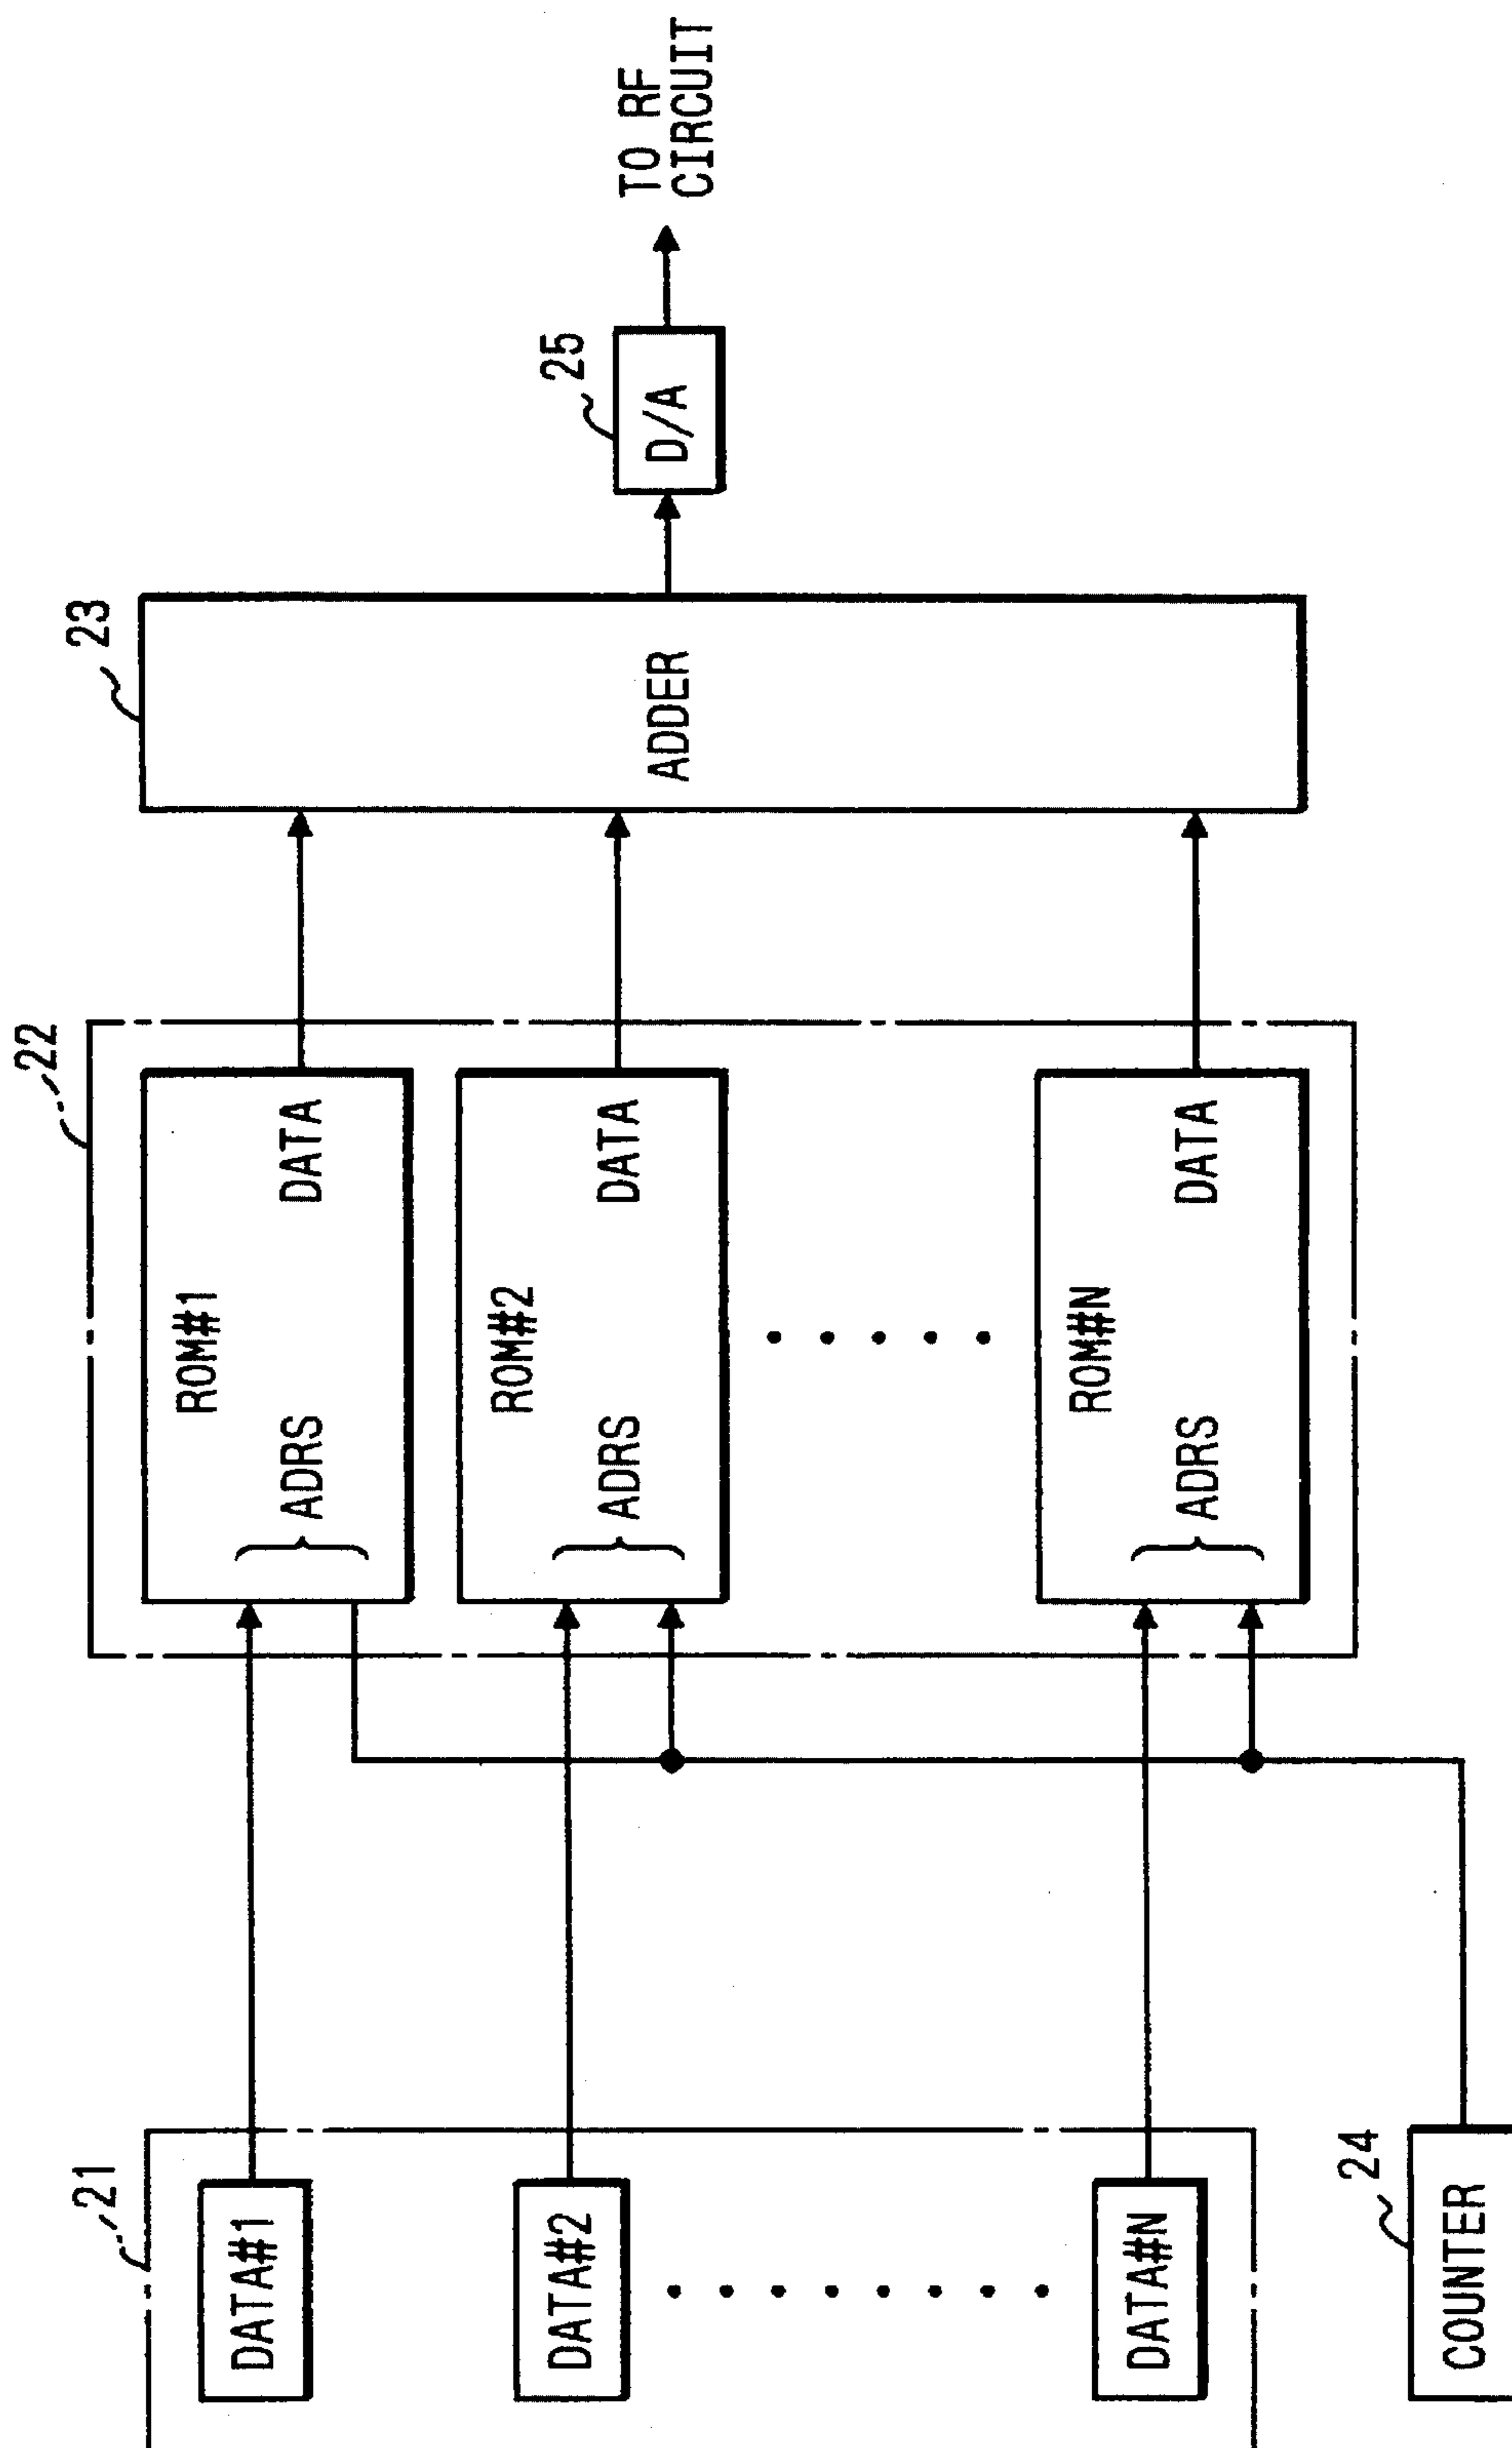 21
DATA#1
DATA#2
DATA#N
24
COUNTER
22
ROM#1
ADRS
DATA
ROM#2
ADRS
DATA
ROM#N
ADRS
DATA
23
ADDER
25
D/A
TO RF
CIRCUIT